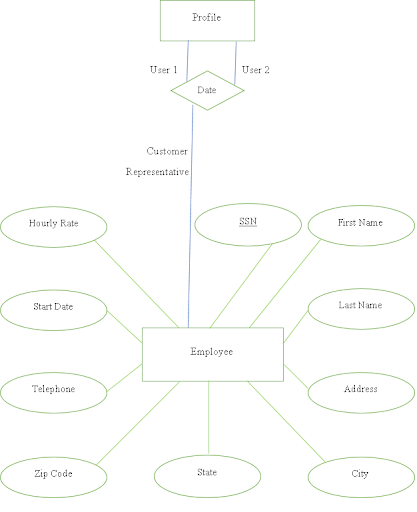 Profile
User 1
User 2
Date
Customer
Representative
SSN
Hourly Rate
First Name
Start Date
Last Name
Employee
Telephone
Address
Zip Code
State
City